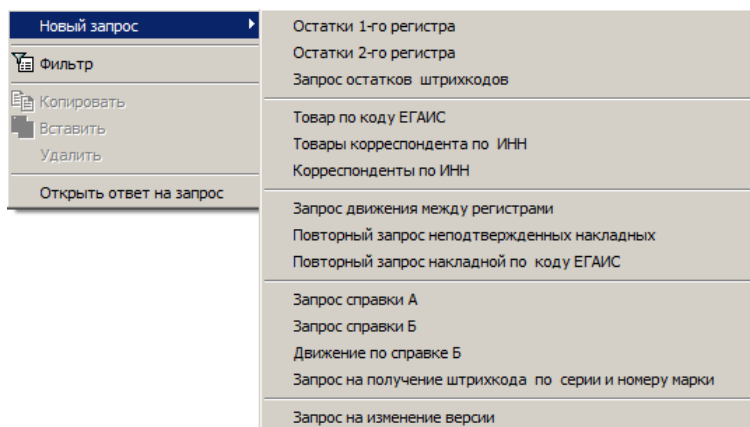 Новый запрос
Фильтр
Копировать
Вставить
Удалить
Открыть ответ на запрос
Остатки 1-го регистра
Остатки 2-го регистра
Запрос остатков штрихкодов
Товар по коду ЕГАИС
Товары корреспондента по ИНН
Корреспонденты по ИНН
Запрос движения между регистрами
Повторный запрос неподтвержденных накладных
Повторный запрос накладной по коду ЕГАИС
Запрос справки А
Запрос справки Б
Движение по справке Б
Запрос на получение штрихкода по серии и номеру марки
Запрос на изменение версии